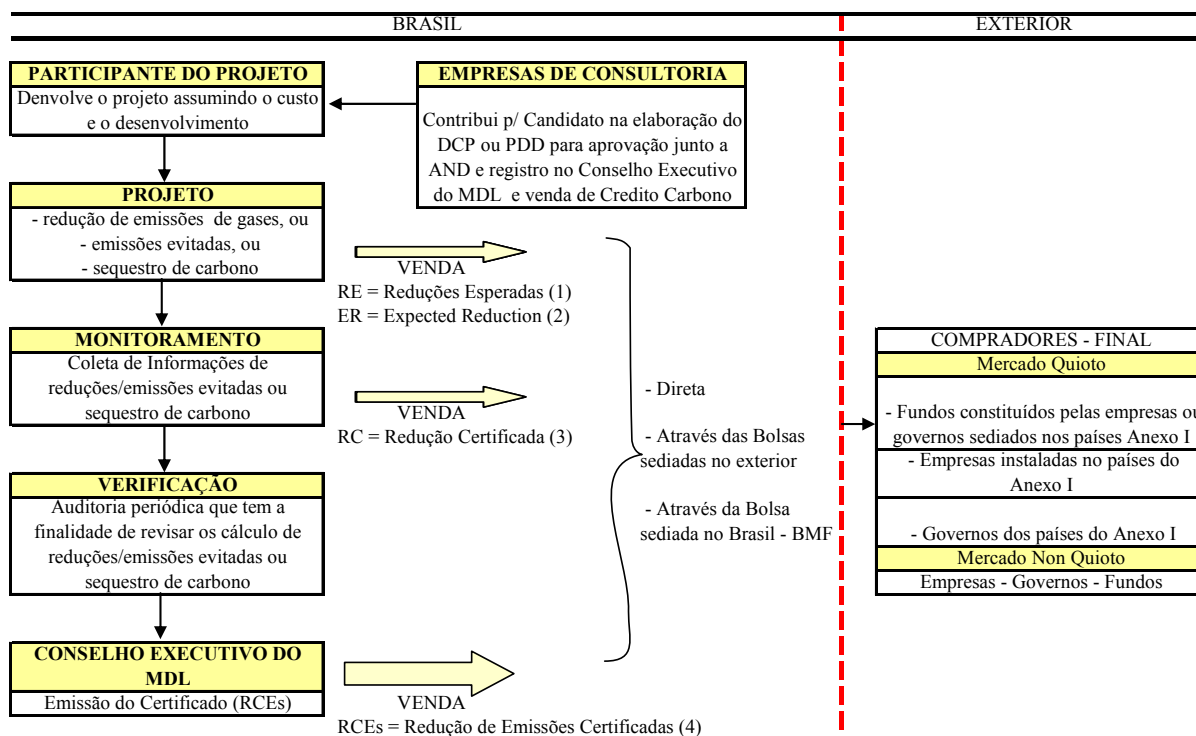 BRASIL
EXTERIOR
PARTICIPANTE DO PROJETO
Denvolve o projeto assumindo o custo
e o desenvolvimento
EMPRESAS DE CONSULTORIA
Contribui p/ Candidato na elaboração do
DCP ou PDD para aprovação junto a
AND e registro no Conselho Executivo
do MDL e venda de Credito Carbono
PROJETO
- redução de emissões de gases, ou
- emissões evitadas, ou
- sequestro de carbono
VENDA
RE = Reduções Esperadas (1)
ER = Expected Reduction (2)
MONITORAMENTO
Coleta de Informações de
reduções/emissões evitadas ou
sequestro de carbono
VENDA
RC = Redução Certificada (3)
VERIFICAÇÃO
Auditoria periódica que tem a
finalidade de revisar os cálculo de
reduções/emissões evitadas ou
sequestro de carbono
CONSELHO EXECUTIVO DO
MDL
Emissão do Certificado (RCEs)
VENDA
RCEs = Redução de Emissões Certificadas (4)
- Direta
- Através das Bolsas
sediadas no exterior
- Através da Bolsa
sediada no Brasil - BMF
COMPRADORES - FINAL
Mercado Quioto
- Fundos constituídos pelas empresas ou
governos sediados nos países Anexo I
- Empresas instaladas no países do
Anexo I
- Governos dos países do Anexo I
Mercado Non Quioto
Empresas - Governos - Fundos